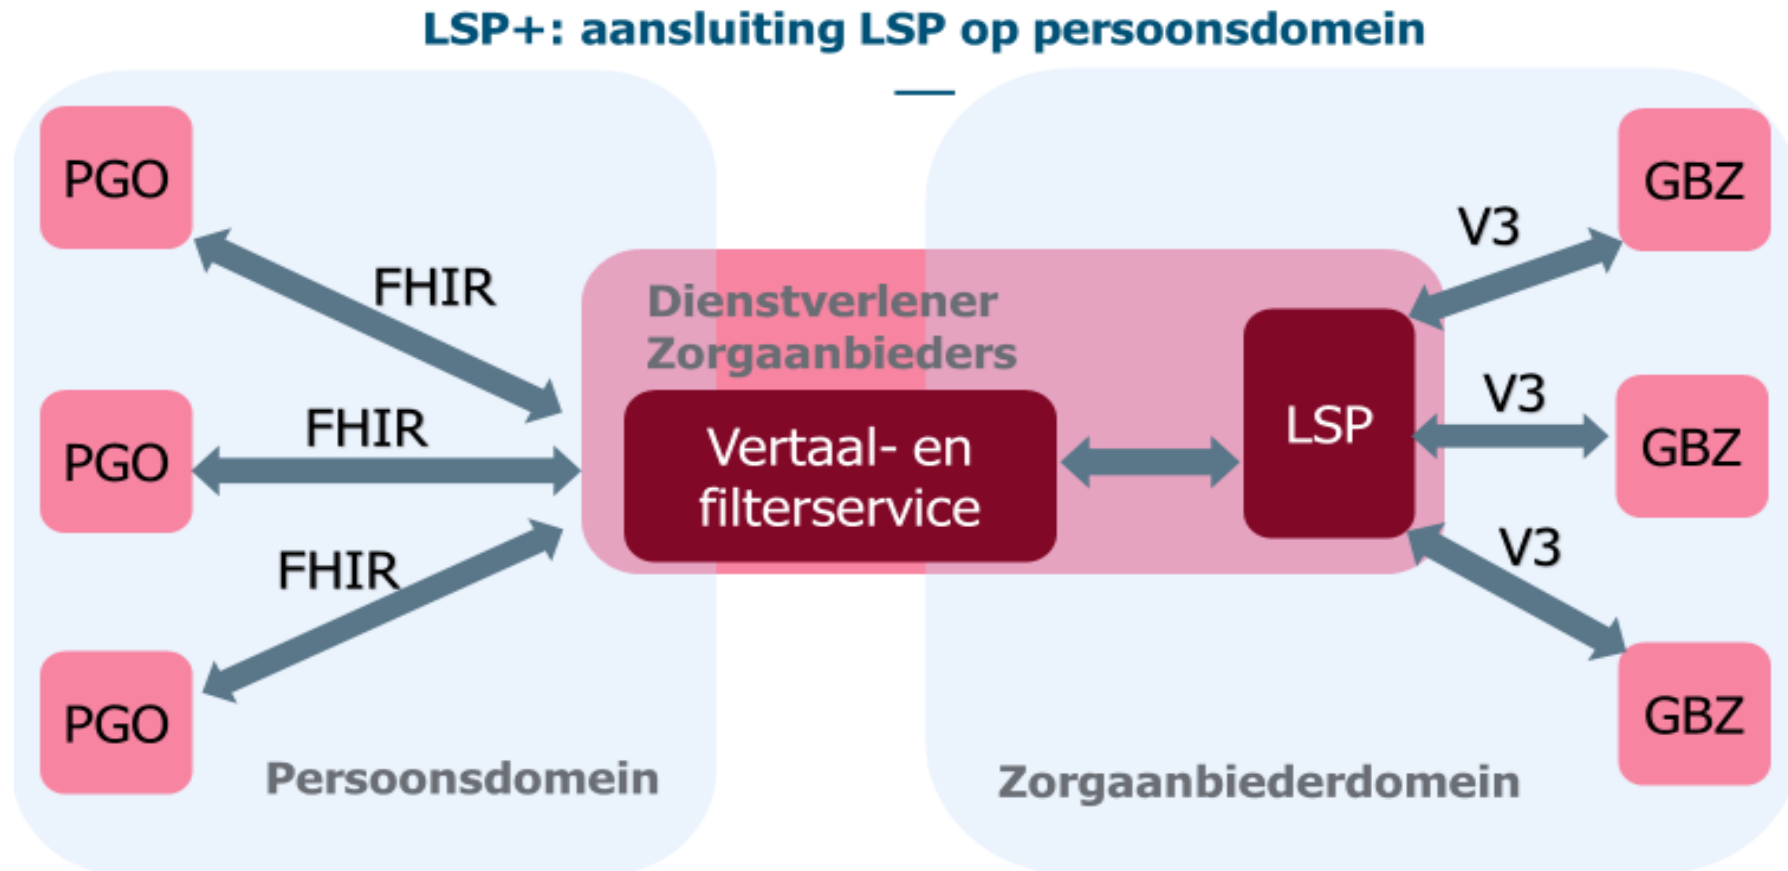 LSP+: aansluiting LSP op persoonsdomein
PGO
FHIR
PGO
FHIR
PGO
FHIR
Persoonsdomein
Dienstverlener
Zorgaanbieders
Vertaal- en
filterservice
LSP
V3
GBZ
V3
GBZ
V3
GBZ
Zorgaanbiederdomein